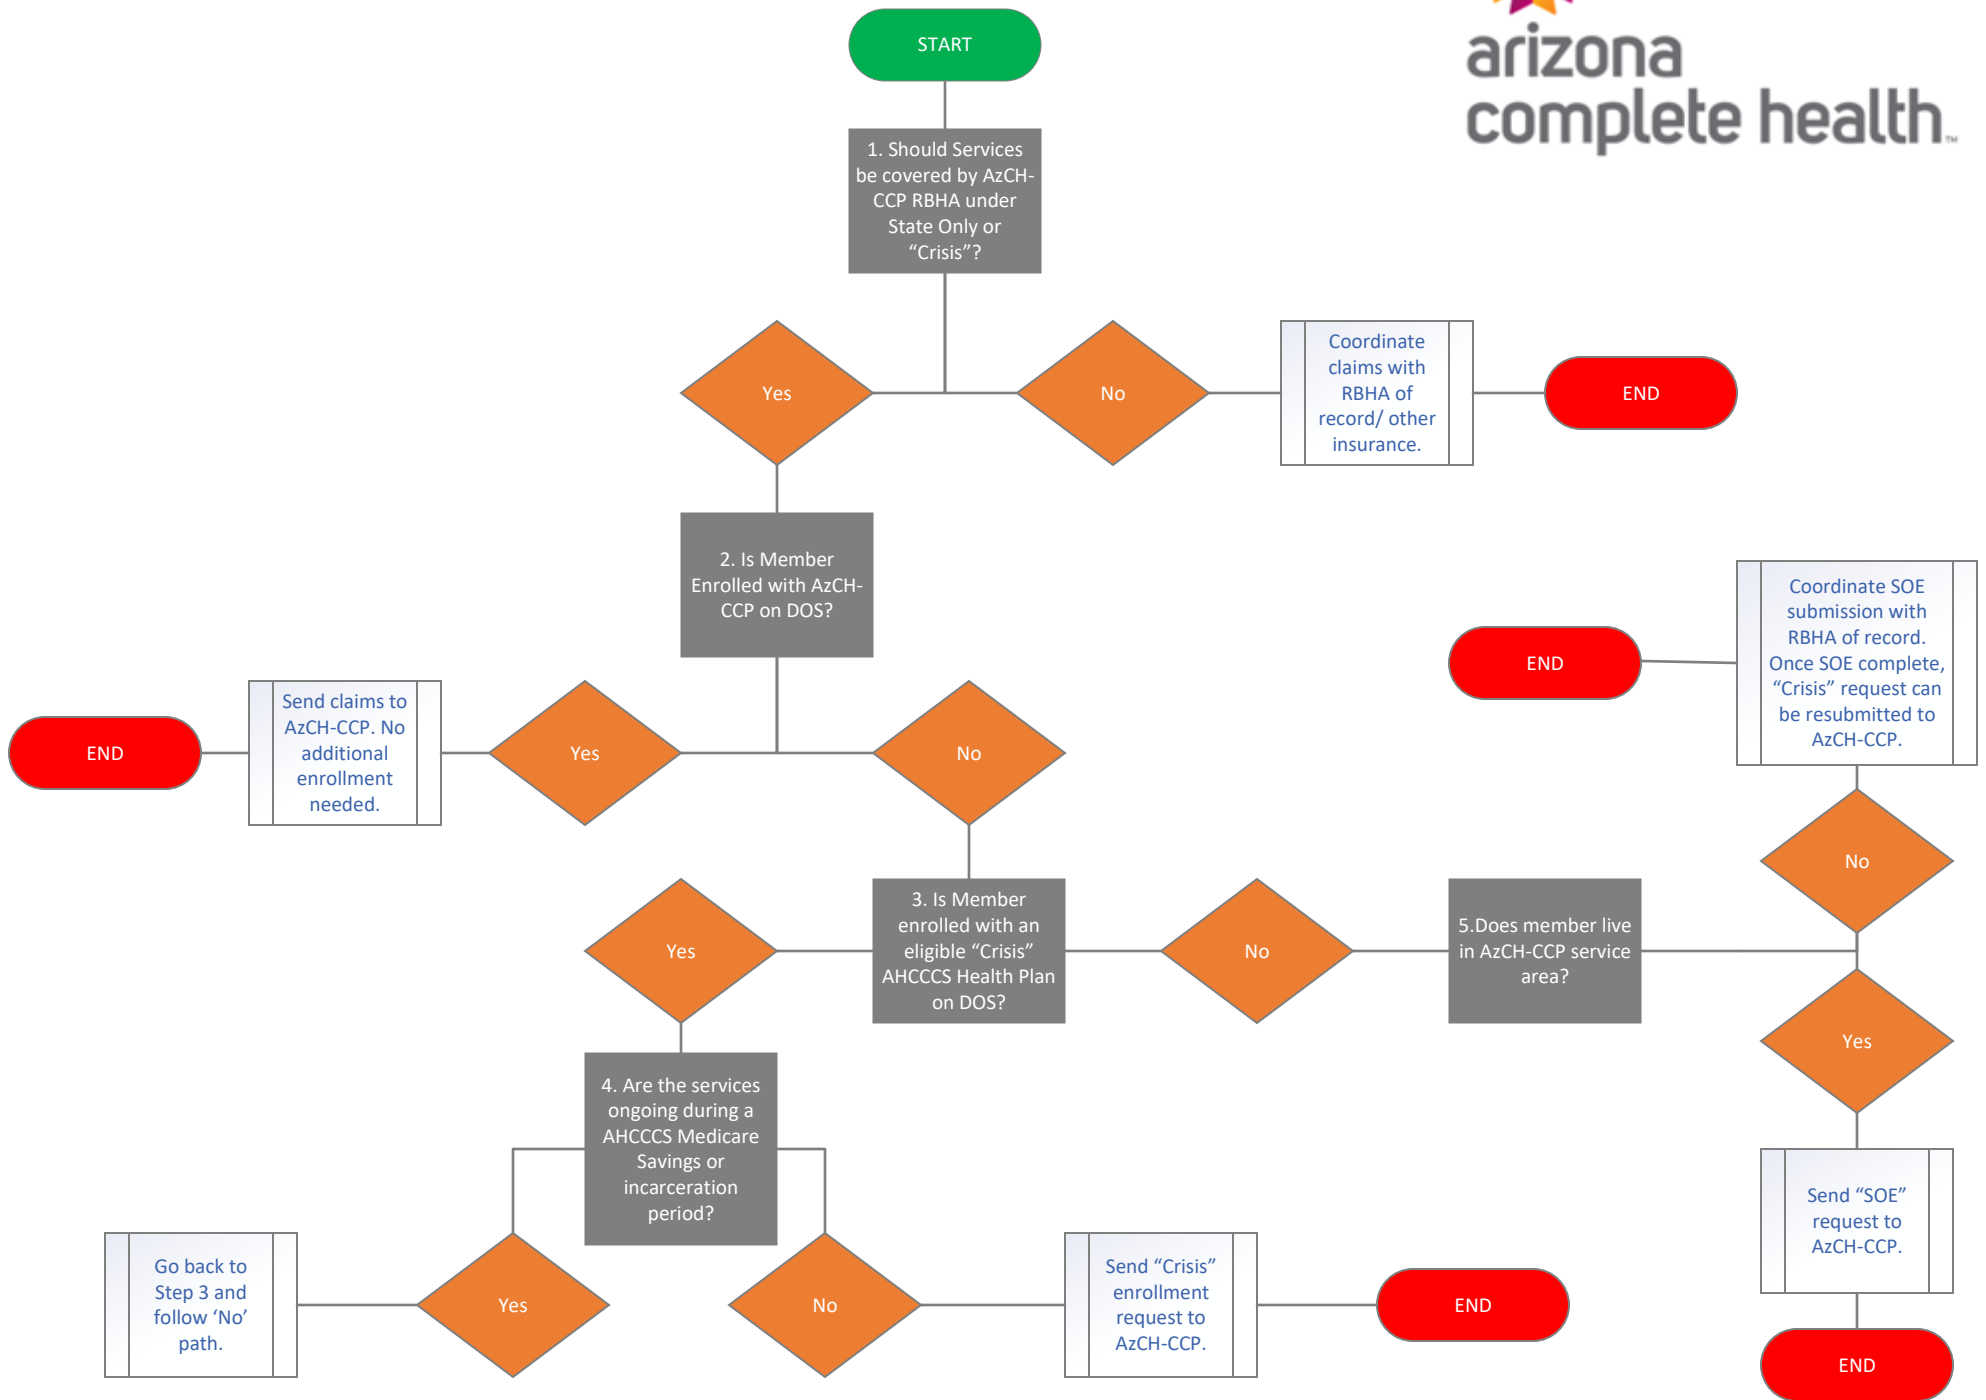 START
arizona
complete health™
1. Should Services
be covered by AzCH-
CCP RBHA under
State Only or
“Crisis”?
Yes
No
Coordinate
claims with
RBHA of
record/ other
insurance.
END
2. Is Member
Enrolled with AzCH-
CCP on DOS?
END
Send claims to
AzCH-CCP. No
additional
enrollment
needed.
Yes
No
END
Coordinate SOE
submission with
RBHA of record.
Once SOE complete,
“Crisis” request can
be resubmitted to
AzCH-CCP.
No
Yes
3. Is Member
enrolled with an
eligible “Crisis”
AHCCCS Health Plan
on DOS?
No
5.Does member live
in AzCH-CCP service
area?
Yes
4. Are the services
ongoing during a
AHCCCS Medicare
Savings or
incarceration
period?
Send “SOE”
request to
AzCH-CCP.
Go back to
Step 3 and
follow ‘No’
path.
Yes
No
Send “Crisis”
enrollment
request to
AzCH-CCP.
END
END